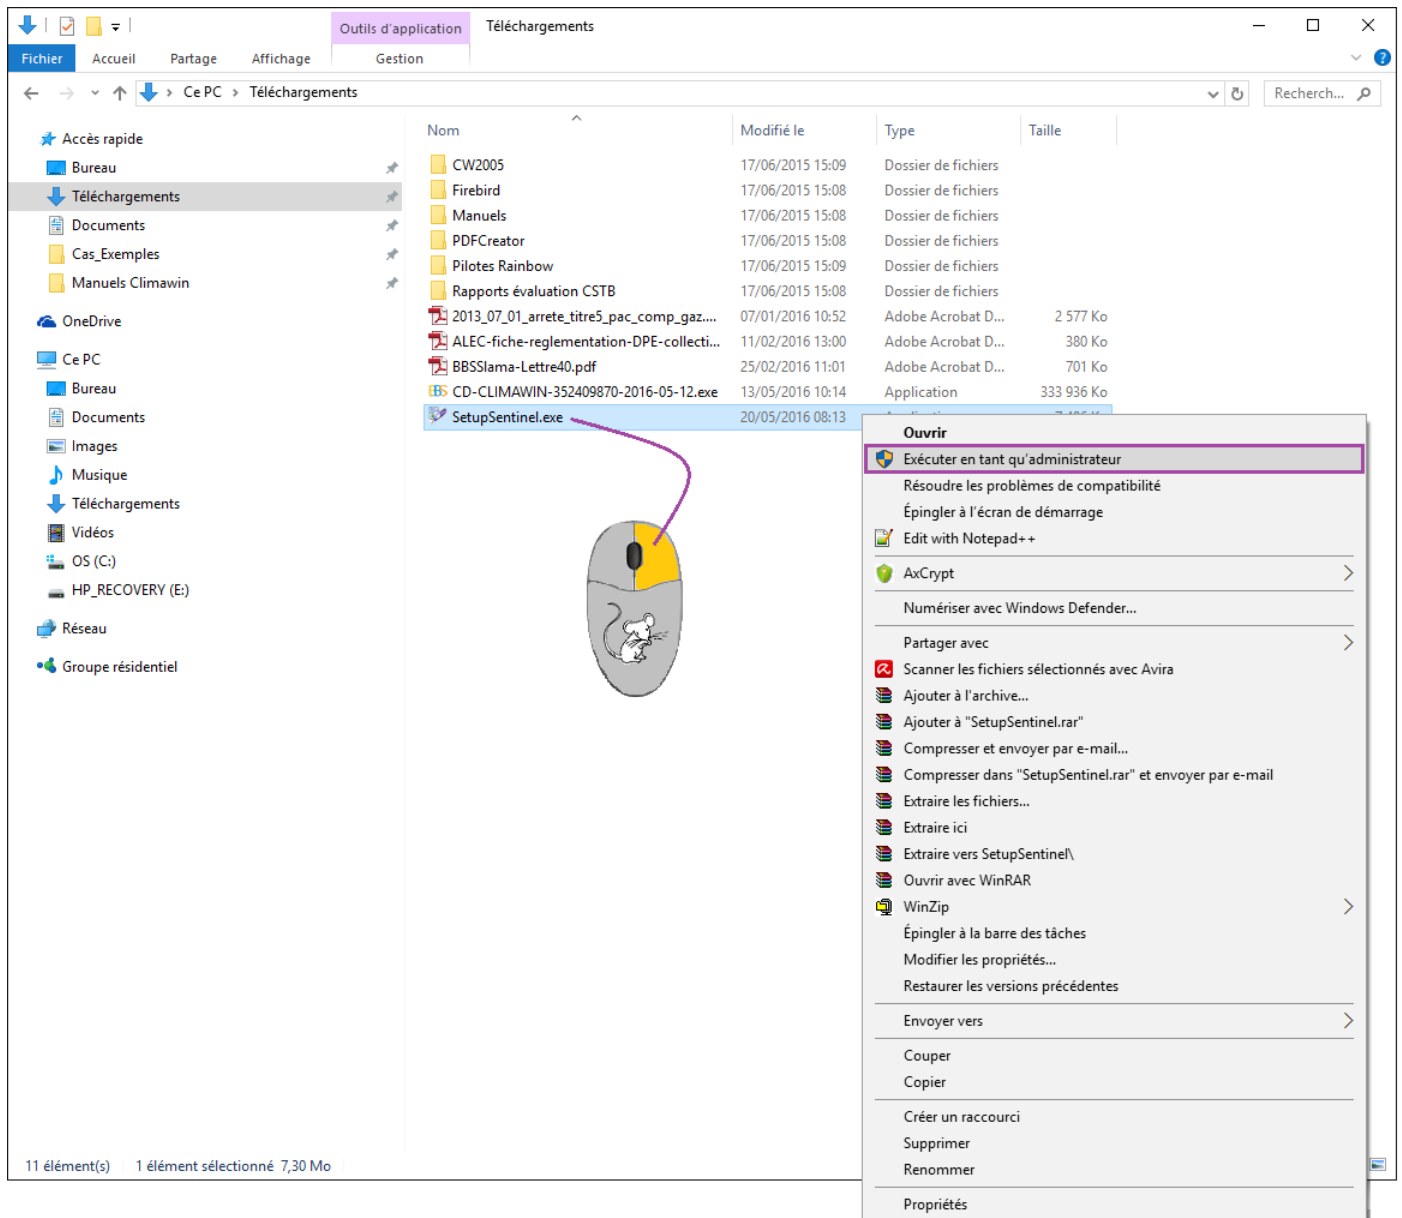 Outils d'application Téléchargements
Fichier Accueil Partage Affichage Gestion
Ce PC Téléchargements Recherch...
Nom Modifié le Type Taille
Accès rapide
Bureau
Téléchargements
Documents
Cas_Exemples
Manuels Climawin
OneDrive
Ce PC
Bureau
Documents
Images
Musique
Téléchargements
Vidéos
OS (C:)
HP_RECOVERY (E:)
Réseau
Groupe résidentiel
CW2005 17/06/2015 15:09 Dossier de fichiers
Firebird 17/06/2015 15:08 Dossier de fichiers
Manuels 17/06/2015 15:08 Dossier de fichiers
PDFCreator 17/06/2015 15:08 Dossier de fichiers
Pilotes Rainbow 17/06/2015 15:09 Dossier de fichiers
Rapports évaluation CSTB 17/06/2015 15:08 Dossier de fichiers
2013_07_01_arrete_titre5_pac_comp_gaz.... 07/01/2016 10:52 Adobe Acrobat D... 2 577 Ko
ALEC-fiche-reglementation-DPE-collecti... 11/02/2016 13:00 Adobe Acrobat D... 380 Ko
BBSSlama-Lettre40.pdf 25/02/2016 11:01 Adobe Acrobat D... 701 Ko
CD-CLIMAWIN-352409870-2016-05-12.exe 13/05/2016 10:14 Application 333 936 Ko
SetupSentinel.exe 20/05/2016 08:13
Ouvrir
Exécuter en tant qu'administrateur
Résoudre les problèmes de compatibilité
Épingler à l'écran de démarrage
Edit with Notepad++
AxCrypt
Numériser avec Windows Defender...
Partager avec
Scanner les fichiers sélectionnés avec Avira
Ajouter à l'archive...
Ajouter à "SetupSentinel.rar"
Compresser et envoyer par e-mail...
Compresser dans "SetupSentinel.rar" et envoyer par e-mail
Extraire les fichiers...
Extraire ici
Extraire vers SetupSentinel\
Ouvrir avec WinRAR
WinZip
Épingler à la barre des tâches
Modifier les propriétés...
Restaurer les versions précédentes
Envoyer vers
Couper
Copier
Créer un raccourci
Supprimer
Renommer
Propriétés
11 élément(s) 1 élément sélectionné 7,30 Mo